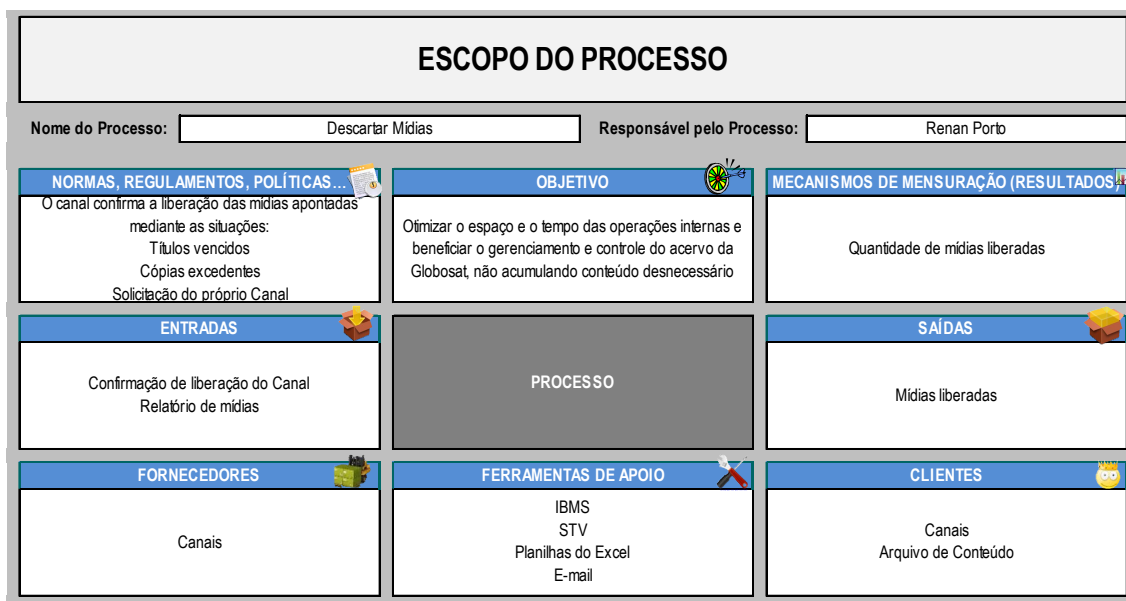 ESCOPO DO PROCESSO
Nome do Processo:
Descartar Mídias
Responsável pelo Processo:
Renan Porto
NORMAS, REGULAMENTOS, POLÍTICAS...
O canal confirma a liberação das mídias apontadas
mediante as situações:
Títulos vencidos
Cópias excedentes
Solicitação do próprio Canal
OBJETIVO
Otimizar o espaço e o tempo das operações internas e
beneficiar o gerenciamento e controle do acervo da
Globosat, não acumulando conteúdo desnecessário
MECANISMOS DE MENSURAÇÃO (RESULTADOS)
Quantidade de mídias liberadas
ENTRADAS
Confirmação de liberação do Canal
Relatório de mídias
PROCESSO
SAÍDAS
Mídias liberadas
FORNECEDORES
Canais
FERRAMENTAS DE APOIO
IBMS
STV
Planilhas do Excel
E-mail
CLIENTES
Canais
Arquivo de Conteúdo